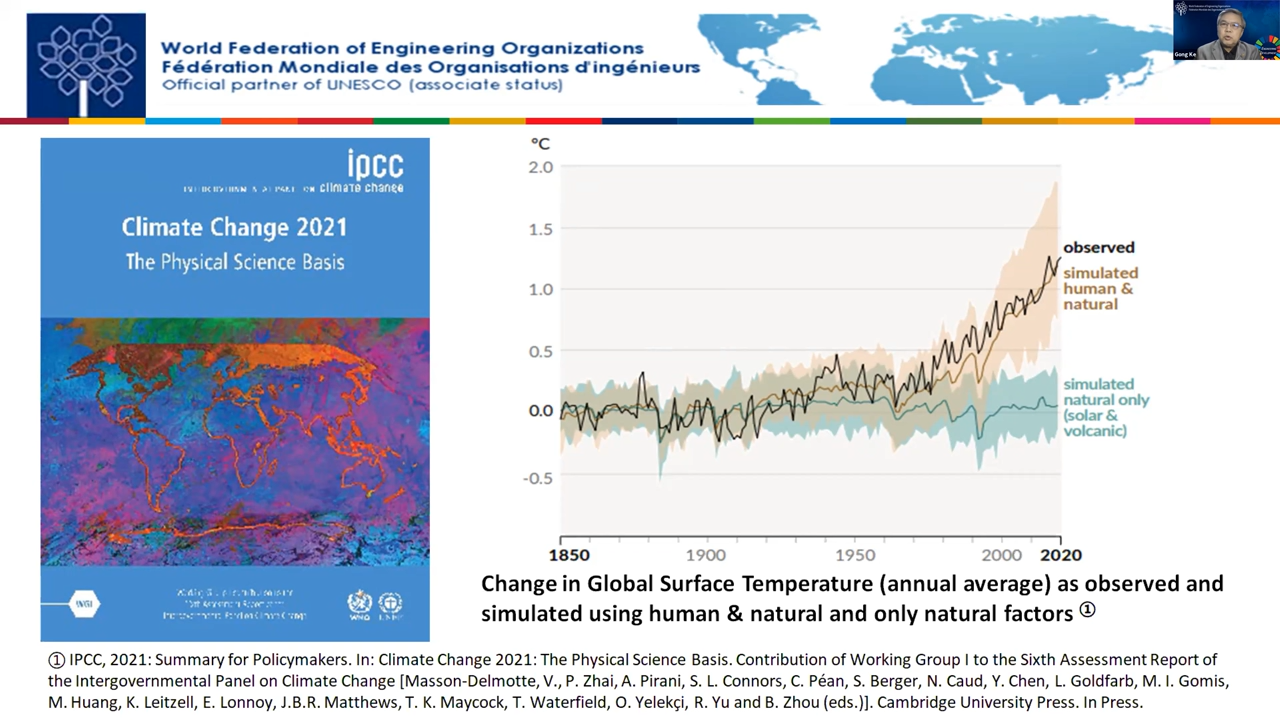 World Federation of Engineering Organizations
Fédération Mondiale des Organisations d'ingénieurs
Official partner of UNESCO (associate status)
Gong Ke
ipcc
climate change
Climate Change 2021
The Physical Science Basis
WGI
WMO
UNEP
°C
2.0
1.5
1.0
0.5
0.0
-0.5
observed
simulated
human &
natural
simulated
natural only
(solar &
volcanic)
1850
1900
1950
2000
2020
Change in Global Surface Temperature (annual average) as observed and
simulated using human & natural and only natural factors ①
① IPCC, 2021: Summary for Policymakers. In: Climate Change 2021: The Physical Science Basis. Contribution of Working Group I to the Sixth Assessment Report of
the Intergovernmental Panel on Climate Change [Masson-Delmotte, V., P. Zhai, A. Pirani, S. L. Connors, C. Péan, S. Berger, N. Caud, Y. Chen, L. Goldfarb, M. I. Gomis,
M. Huang, K. Leitzell, E. Lonnoy, J.B.R. Matthews, T. K. Maycock, T. Waterfield, O. Yelekçi, R. Yu and B. Zhou (eds.)]. Cambridge University Press. In Press.